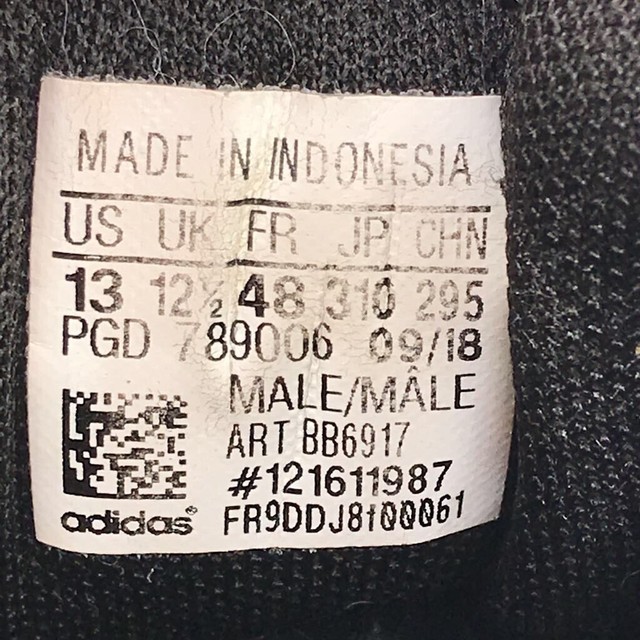 MADE IN INDONESIA
US UK FR JP CHN
13 12½ 48 310 295
PGD 789006 09/18
MALE/MÂLE
ART BB6917
#121611987
adidas® FR9DDJ8100061